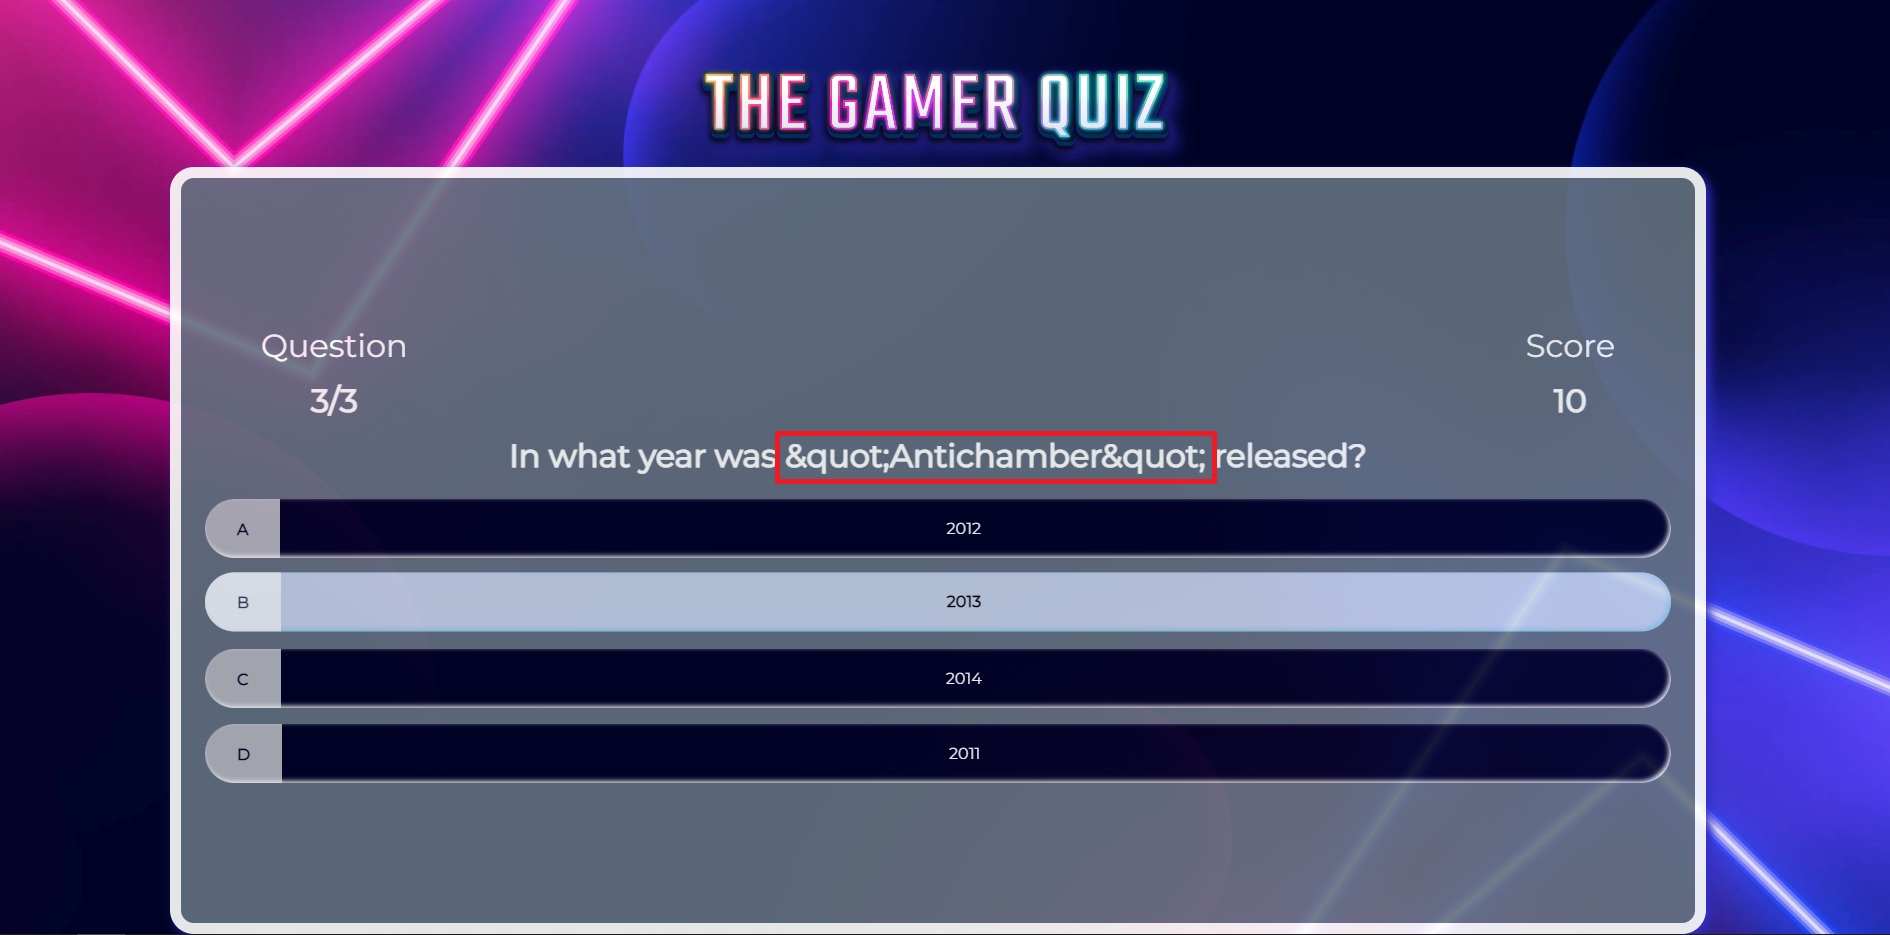 THE GAMER QUIZ
Question
Score
3/3
10
In what year was &quot;Antichamber&quot; released?
A 2012
B 2013
C 2014
D 2011